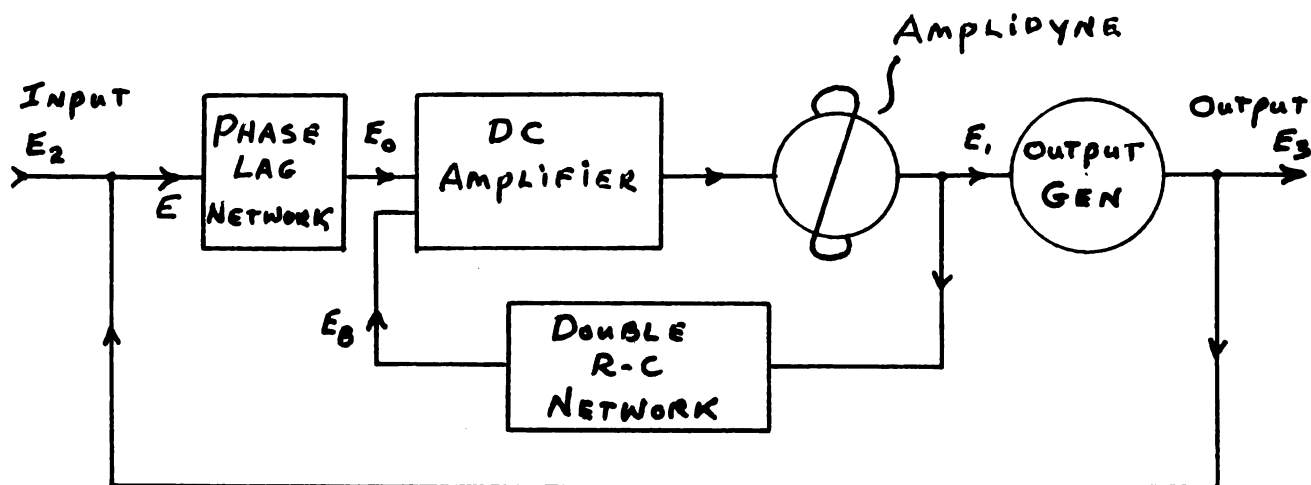 AMPLIDYNE
INPUT
E2
PHASE
LAG
NETWORK
E
E0
DC
AMPLIFIER
E1
OUTPUT
GEN
OUTPUT
E3
EB
DOUBLE
R-C
NETWORK